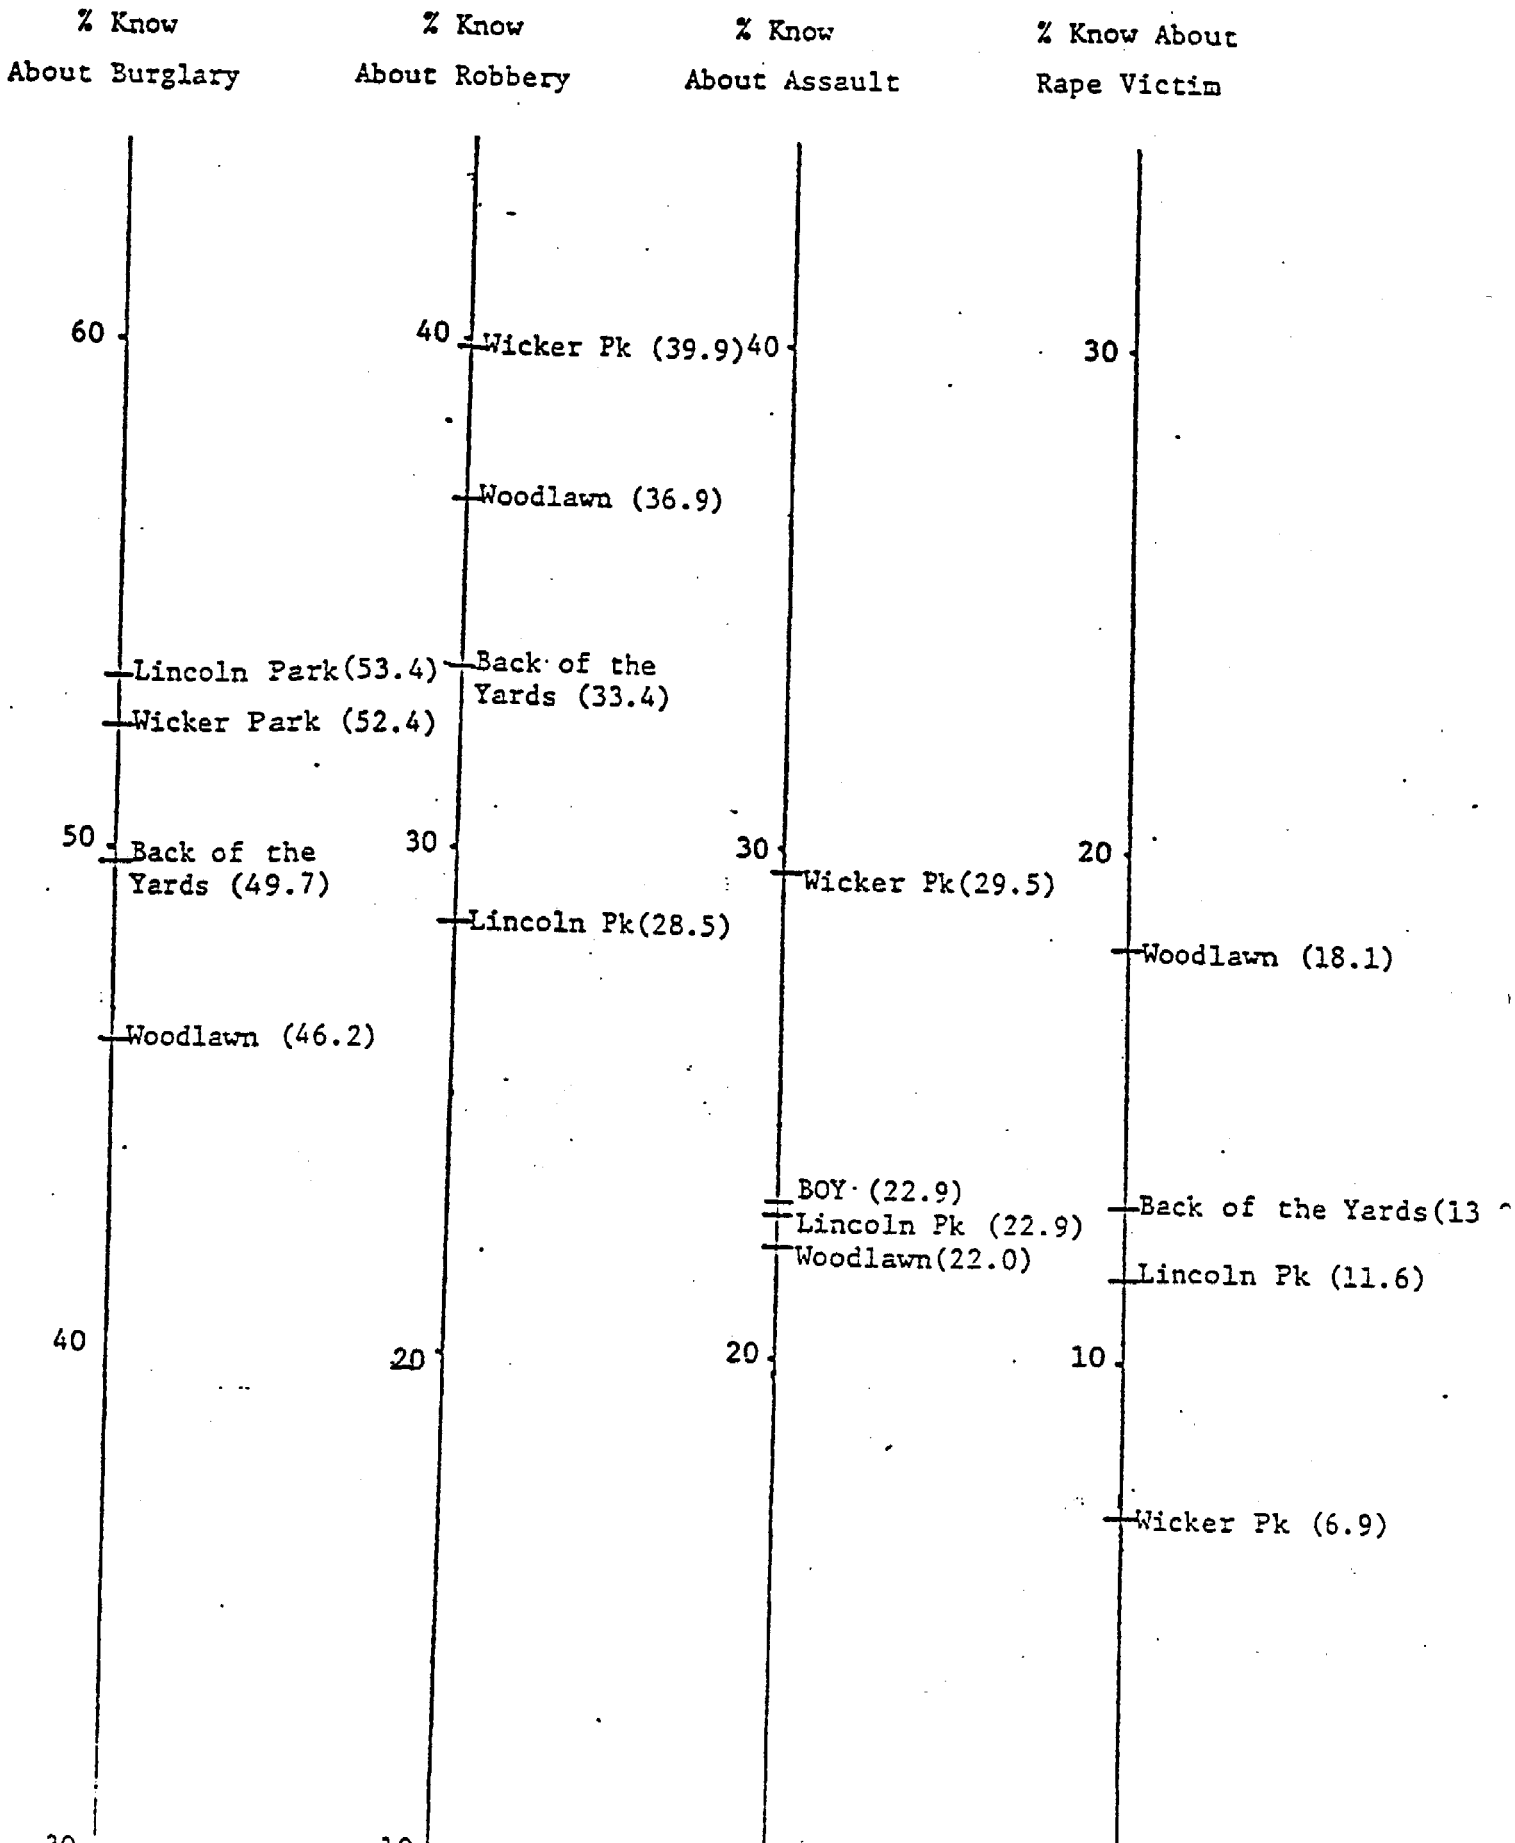 % Know
About Burglary
% Know
About Robbery
% Know
About Assault
% Know About
Rape Victim
60
Lincoln Park(53.4)
Wicker Park (52.4)
50
Back of the
Yards (49.7)
Woodlawn (46.2)
40
40
Wicker Pk (39.9)
Woodlawn (36.9)
Back of the
Yards (33.4)
30
Lincoln Pk(28.5)
20
40
30
Wicker Pk(29.5)
BOY (22.9)
Lincoln Pk (22.9)
Woodlawn(22.0)
20
30
20
Woodlawn (18.1)
Back of the Yards(13
Lincoln Pk (11.6)
10
Wicker Pk (6.9)